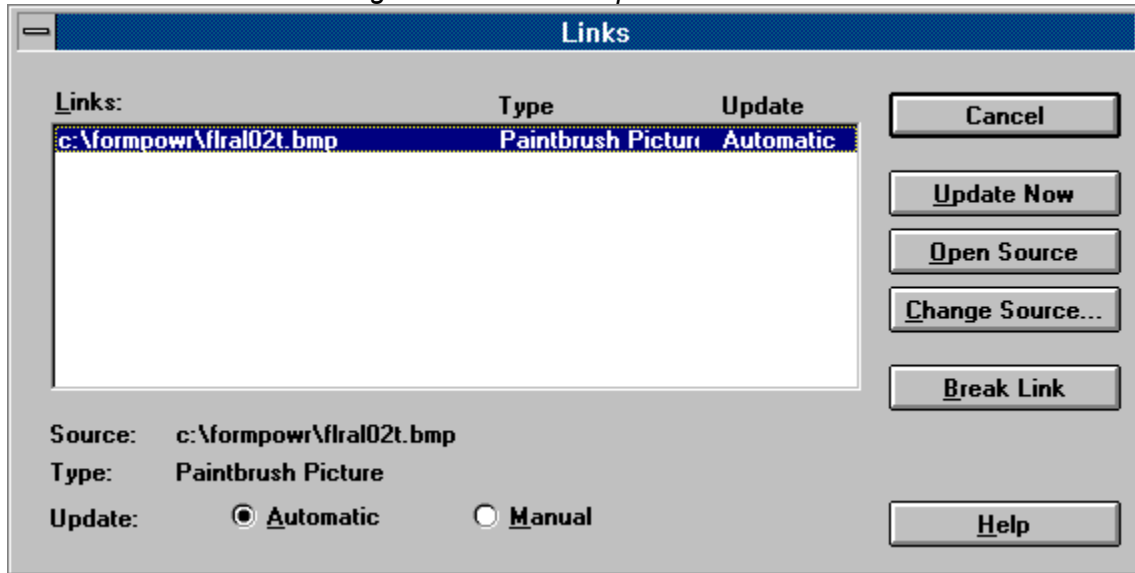 Links
Links: Type Update
c:\formpowr\flral02t.bmp Paintbrush Pictur Automatic
Cancel
Update Now
Open Source
Change Source...
Break Link
Source: c:\formpowr\flral02t.bmp
Type: Paintbrush Picture
Update: Automatic Manual
Help